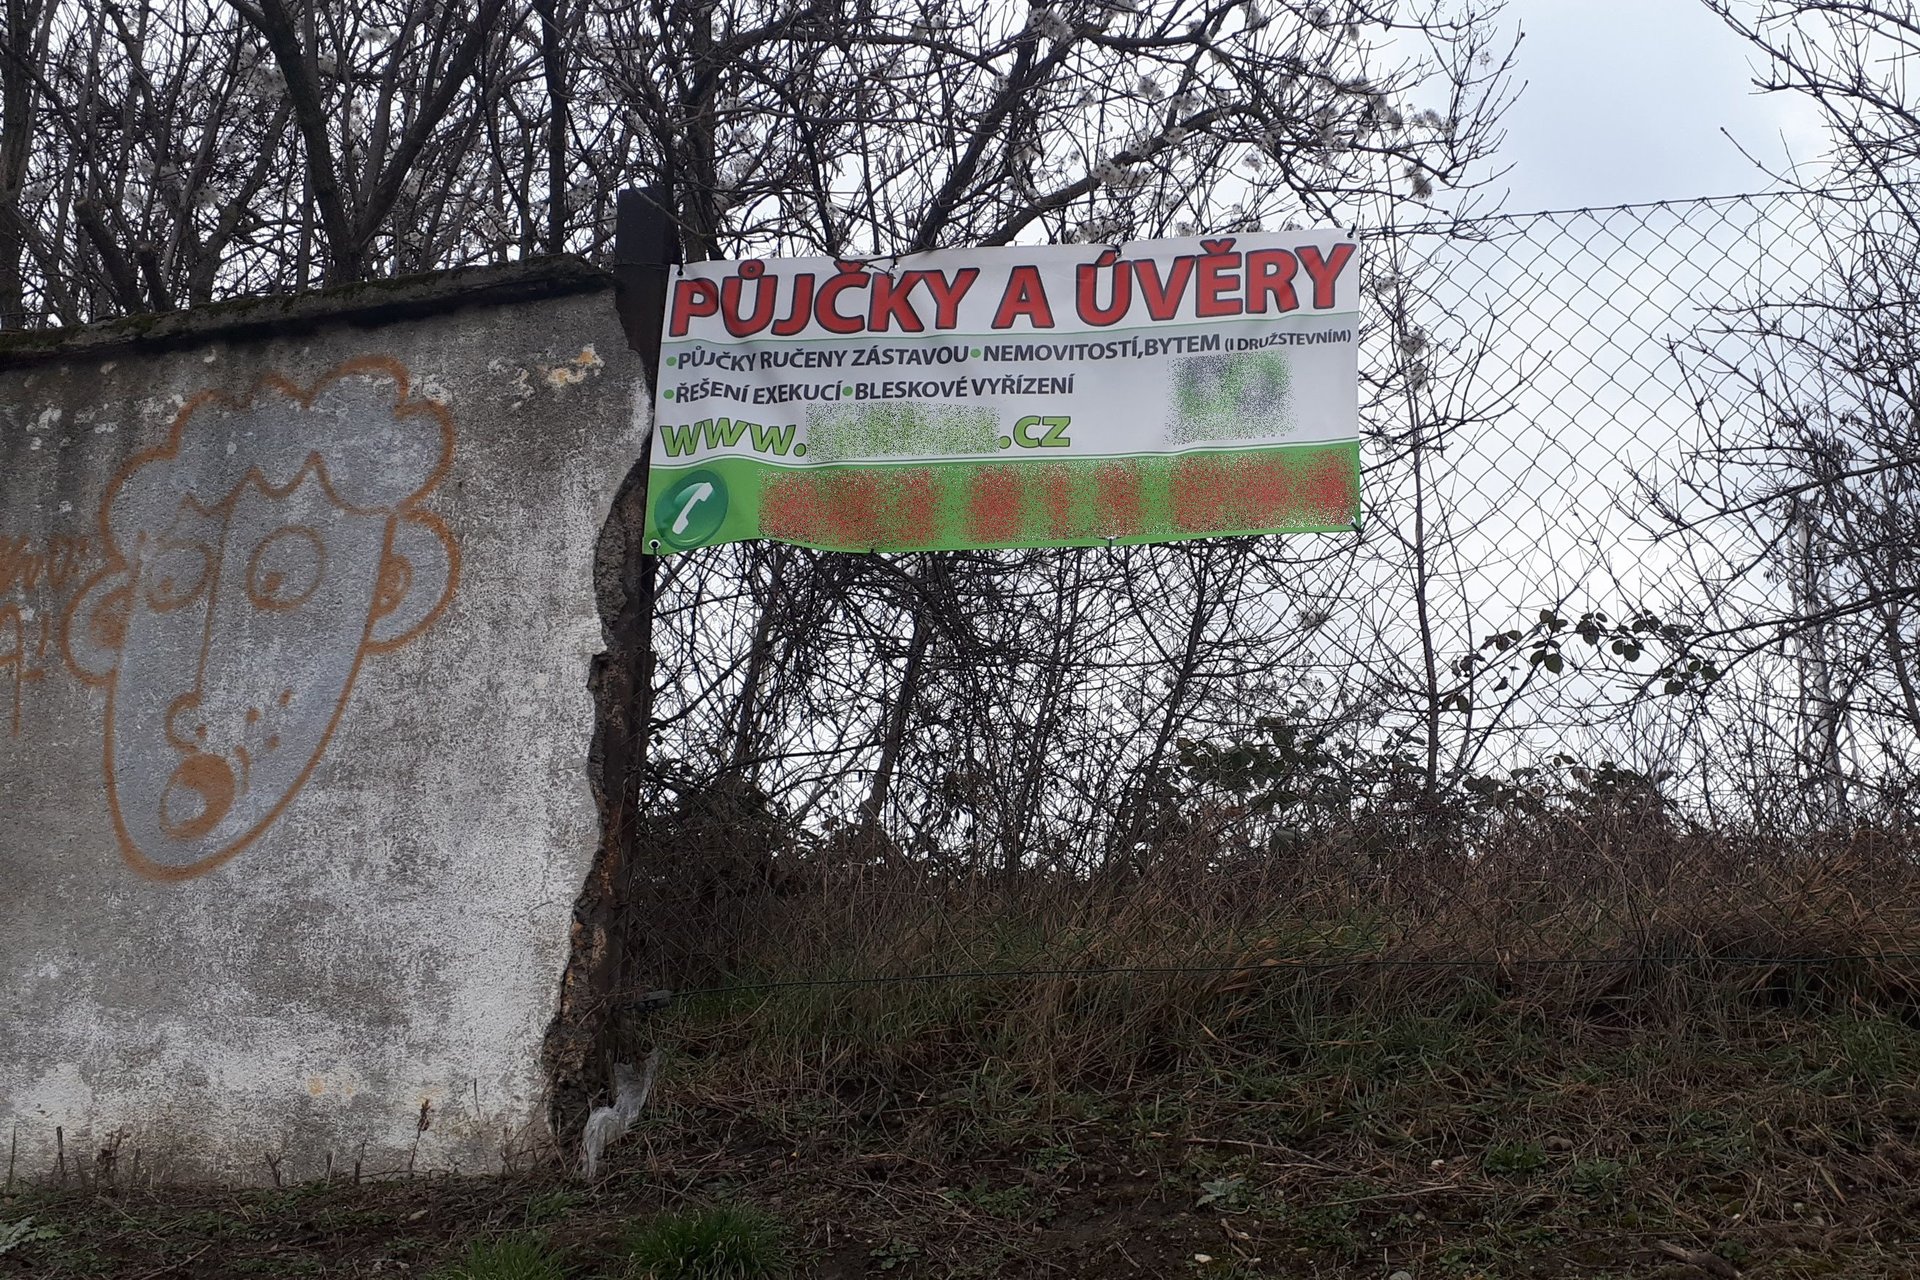 PŮJČKY A ÚVĚRY
•PŮJČKY RUČENY ZÁSTAVOU•NEMOVITOSTÍ,BYTEM (I DRUŽSTEVNÍM)
•ŘEŠENÍ EXEKUCÍ•BLESKOVÉ VYŘÍZENÍ
www. .cz